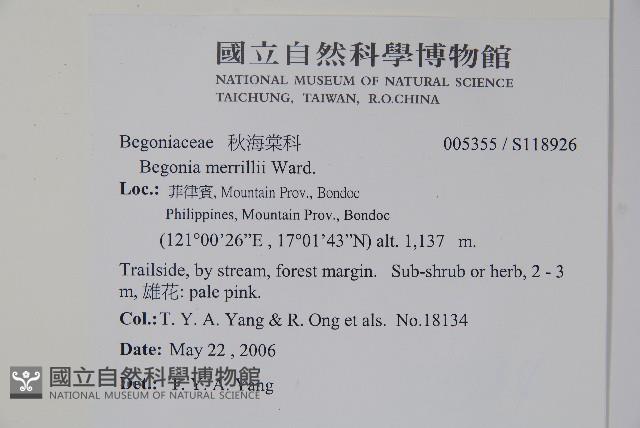 國立自然科學博物館
NATIONAL MUSEUM OF NATURAL SCIENCE
TAICHUNG, TAIWAN, R.O.CHINA
Begoniaceae 秋海棠科 005355 / S118926
Begonia merrillii Ward.
Loc.: 菲律賓, Mountain Prov., Bondoc
Philippines, Mountain Prov., Bondoc
(121°00'26”E , 17°01'43”N) alt. 1,137 m.
Trailside, by stream, forest margin. Sub-shrub or herb, 2 - 3
m, 雄花: pale pink.
Col.: T. Y. A. Yang & R. Ong et als. No.18134
Date: May 22 , 2006
Det.: T. Y. A. Yang
國立自然科學博物館
NATIONAL MUSEUM OF NATURAL SCIENCE